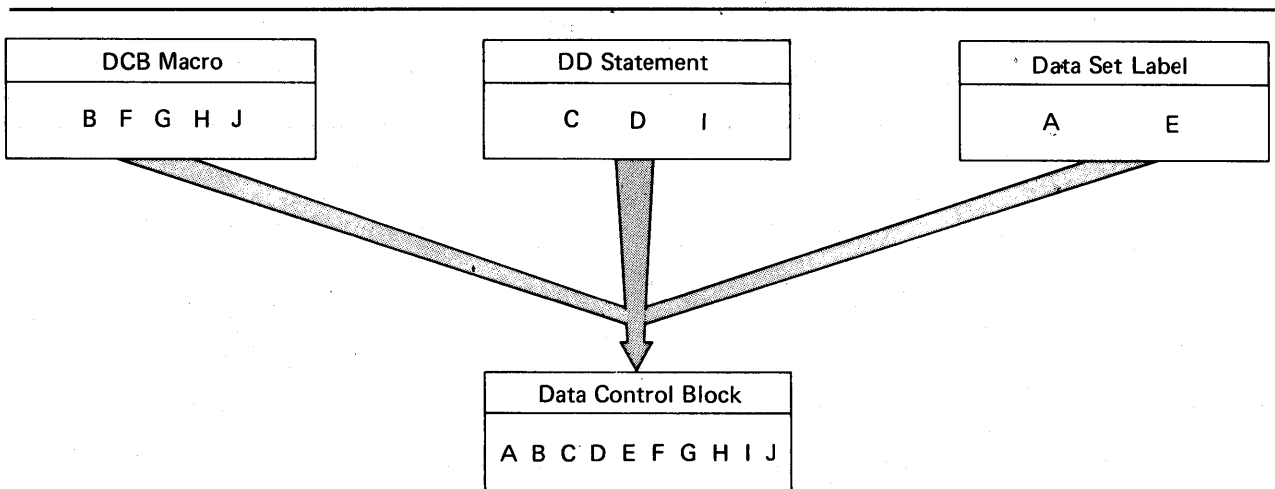 DCB Macro
B F G H J
DD Statement
C D I
Data Set Label
A E
Data Control Block
A B C D E F G H I J